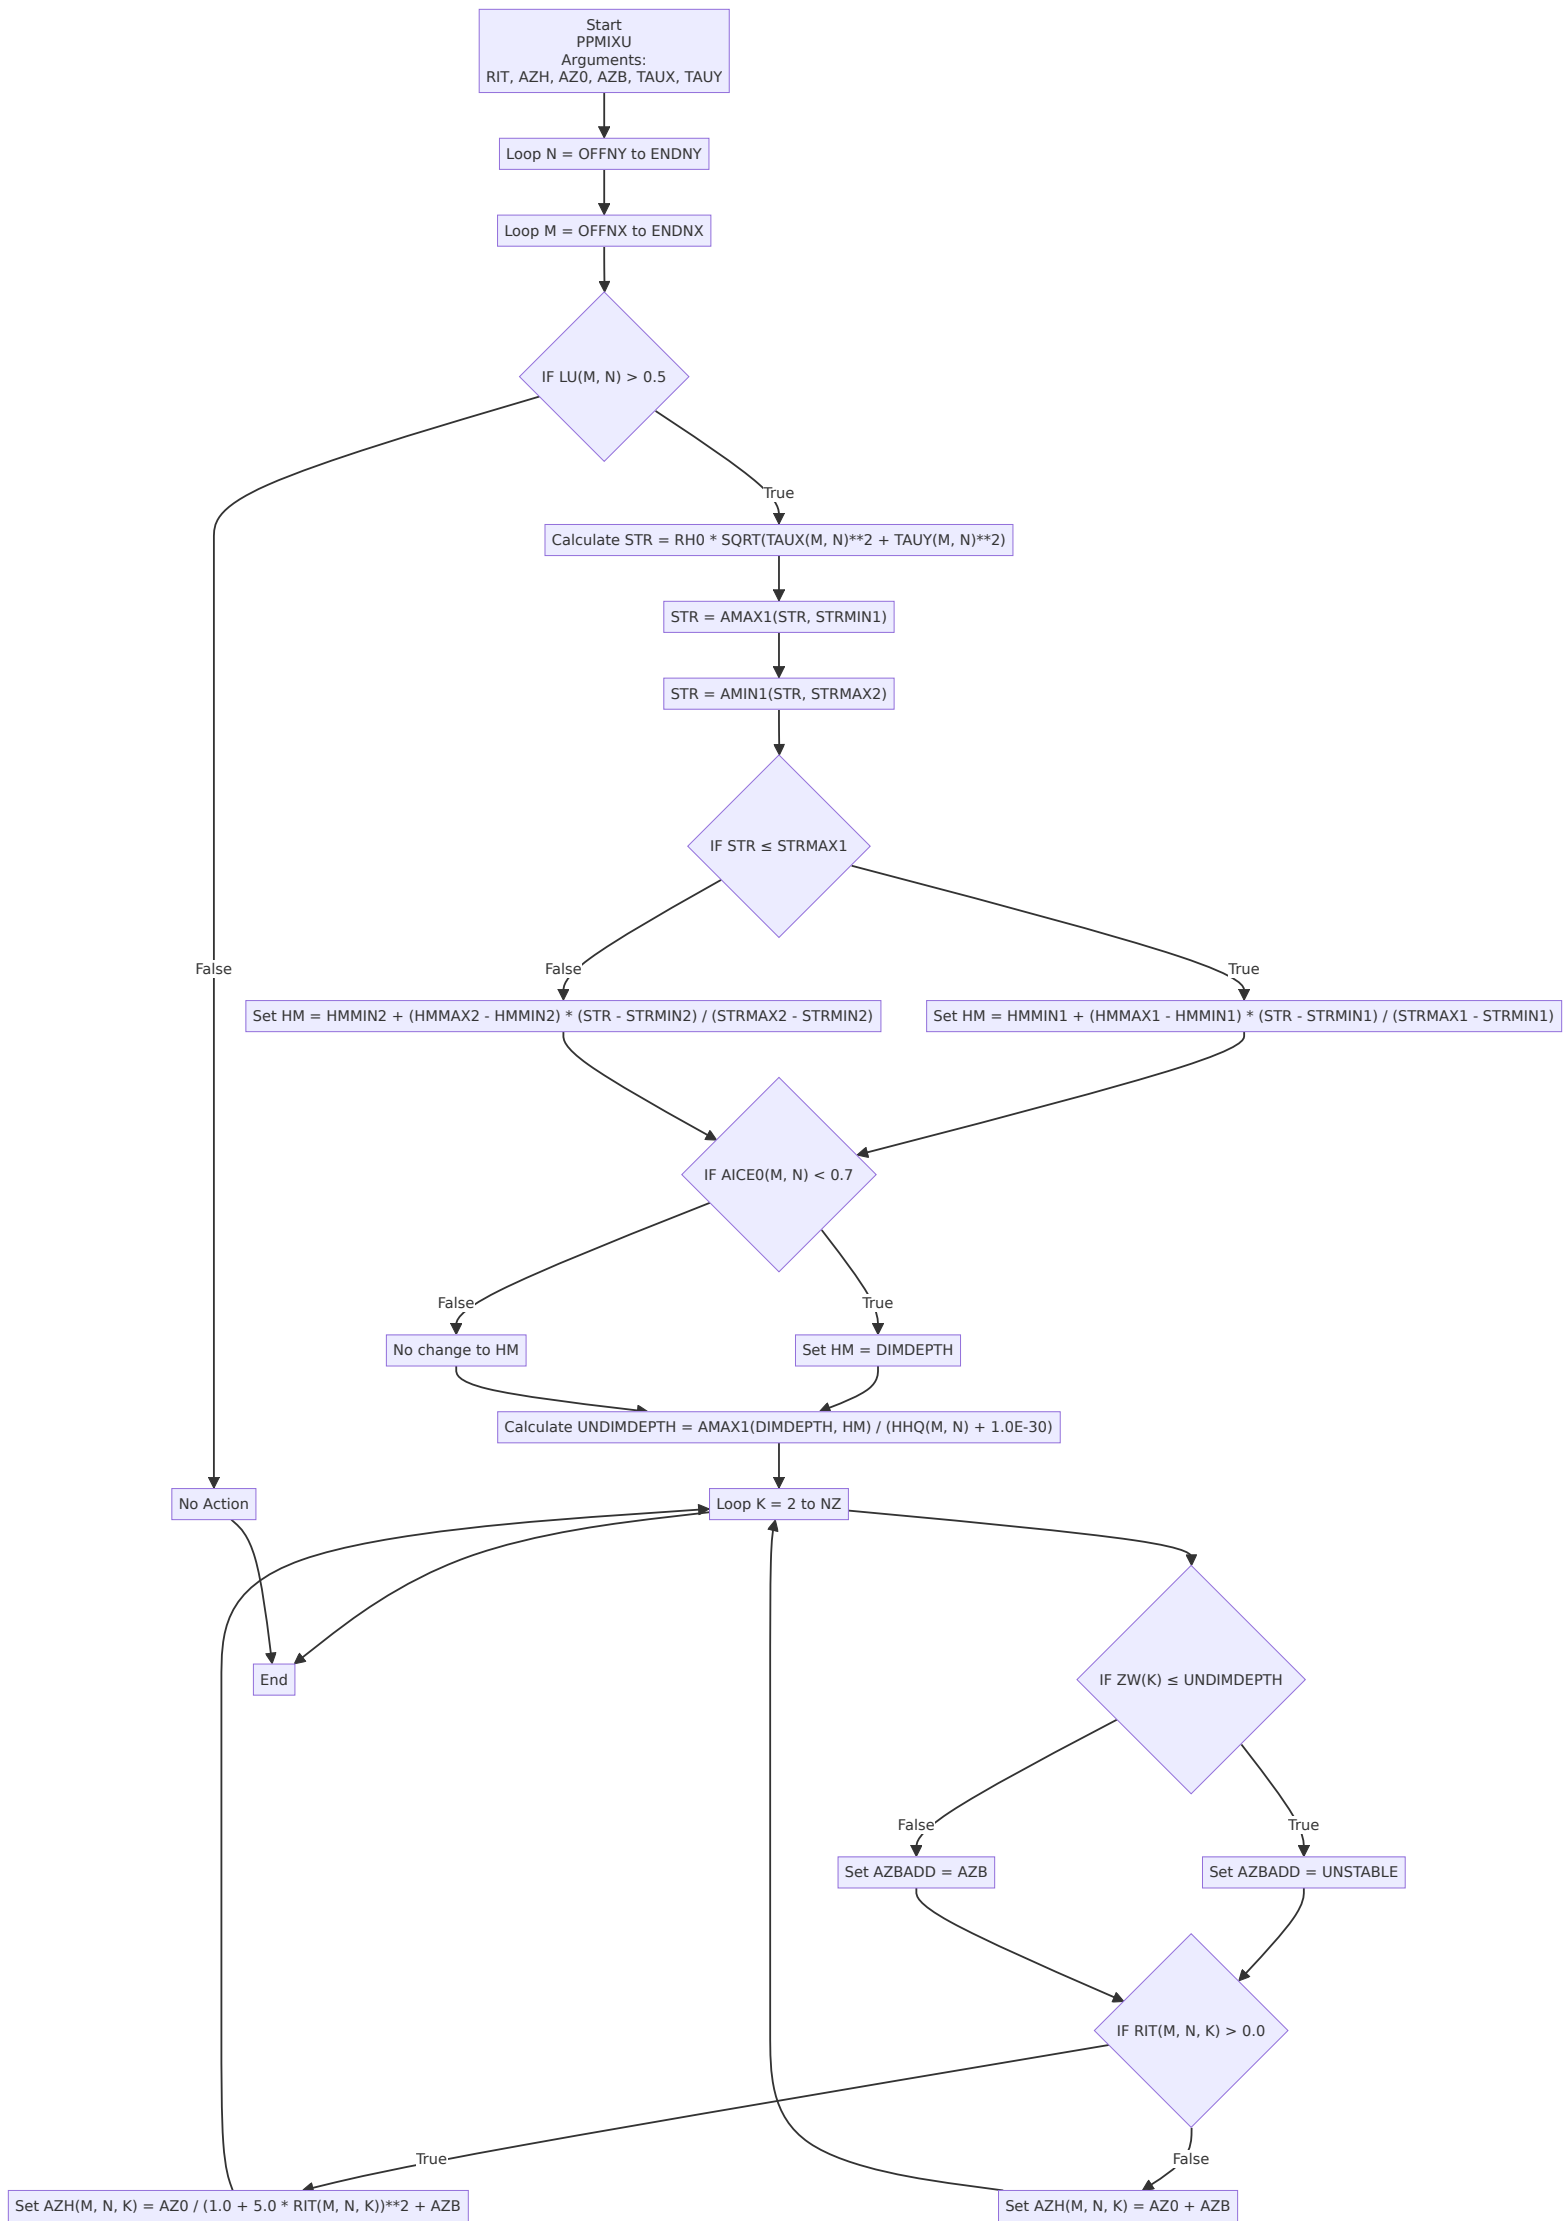 Start
PPMIXU
Arguments:
RIT, AZH, AZ0, AZB, TAUX, TAUY
Loop N = OFFNY to ENDNY
Loop M = OFFNX to ENDNX
IF LU(M, N) > 0.5
True
Calculate STR = RH0 * SQRT(TAUX(M, N)**2 + TAUY(M, N)**2)
STR = AMAX1(STR, STRMIN1)
STR = AMIN1(STR, STRMAX2)
IF STR ≤ STRMAX1
False
False
True
Set HM = HMMIN2 + (HMMAX2 - HMMIN2) * (STR - STRMIN2) / (STRMAX2 - STRMIN2)
Set HM = HMMIN1 + (HMMAX1 - HMMIN1) * (STR - STRMIN1) / (STRMAX1 - STRMIN1)
IF AICE0(M, N) < 0.7
False
True
No change to HM
Set HM = DIMDEPTH
Calculate UNDIMDEPTH = AMAX1(DIMDEPTH, HM) / (HHQ(M, N) + 1.0E-30)
No Action
Loop K = 2 to NZ
End
IF ZW(K) ≤ UNDIMDEPTH
False
True
Set AZBADD = AZB
Set AZBADD = UNSTABLE
IF RIT(M, N, K) > 0.0
True
False
Set AZH(M, N, K) = AZ0 / (1.0 + 5.0 * RIT(M, N, K))**2 + AZB
Set AZH(M, N, K) = AZ0 + AZB